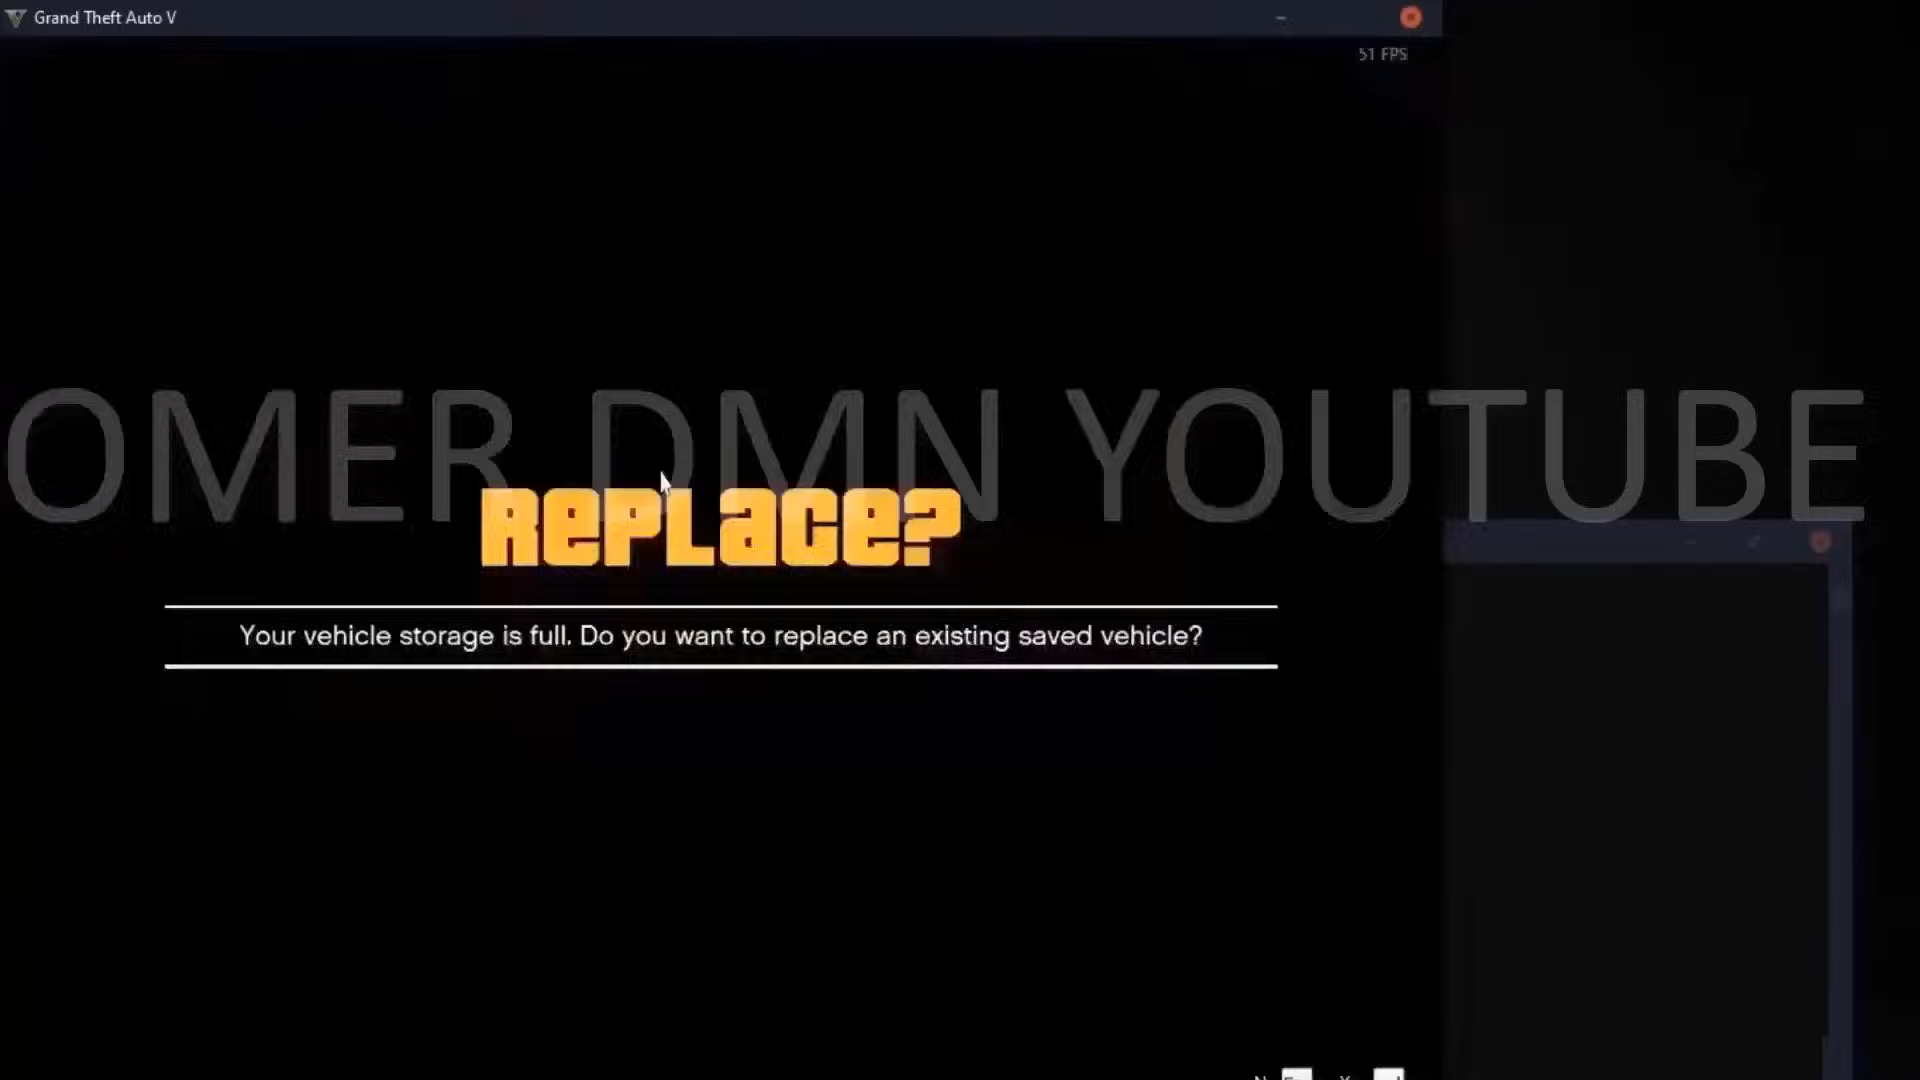 Grand Theft Auto V
51 FPS
OMER DMN YOUTUBE
REPLACE?
Your vehicle storage is full. Do you want to replace an existing saved vehicle?